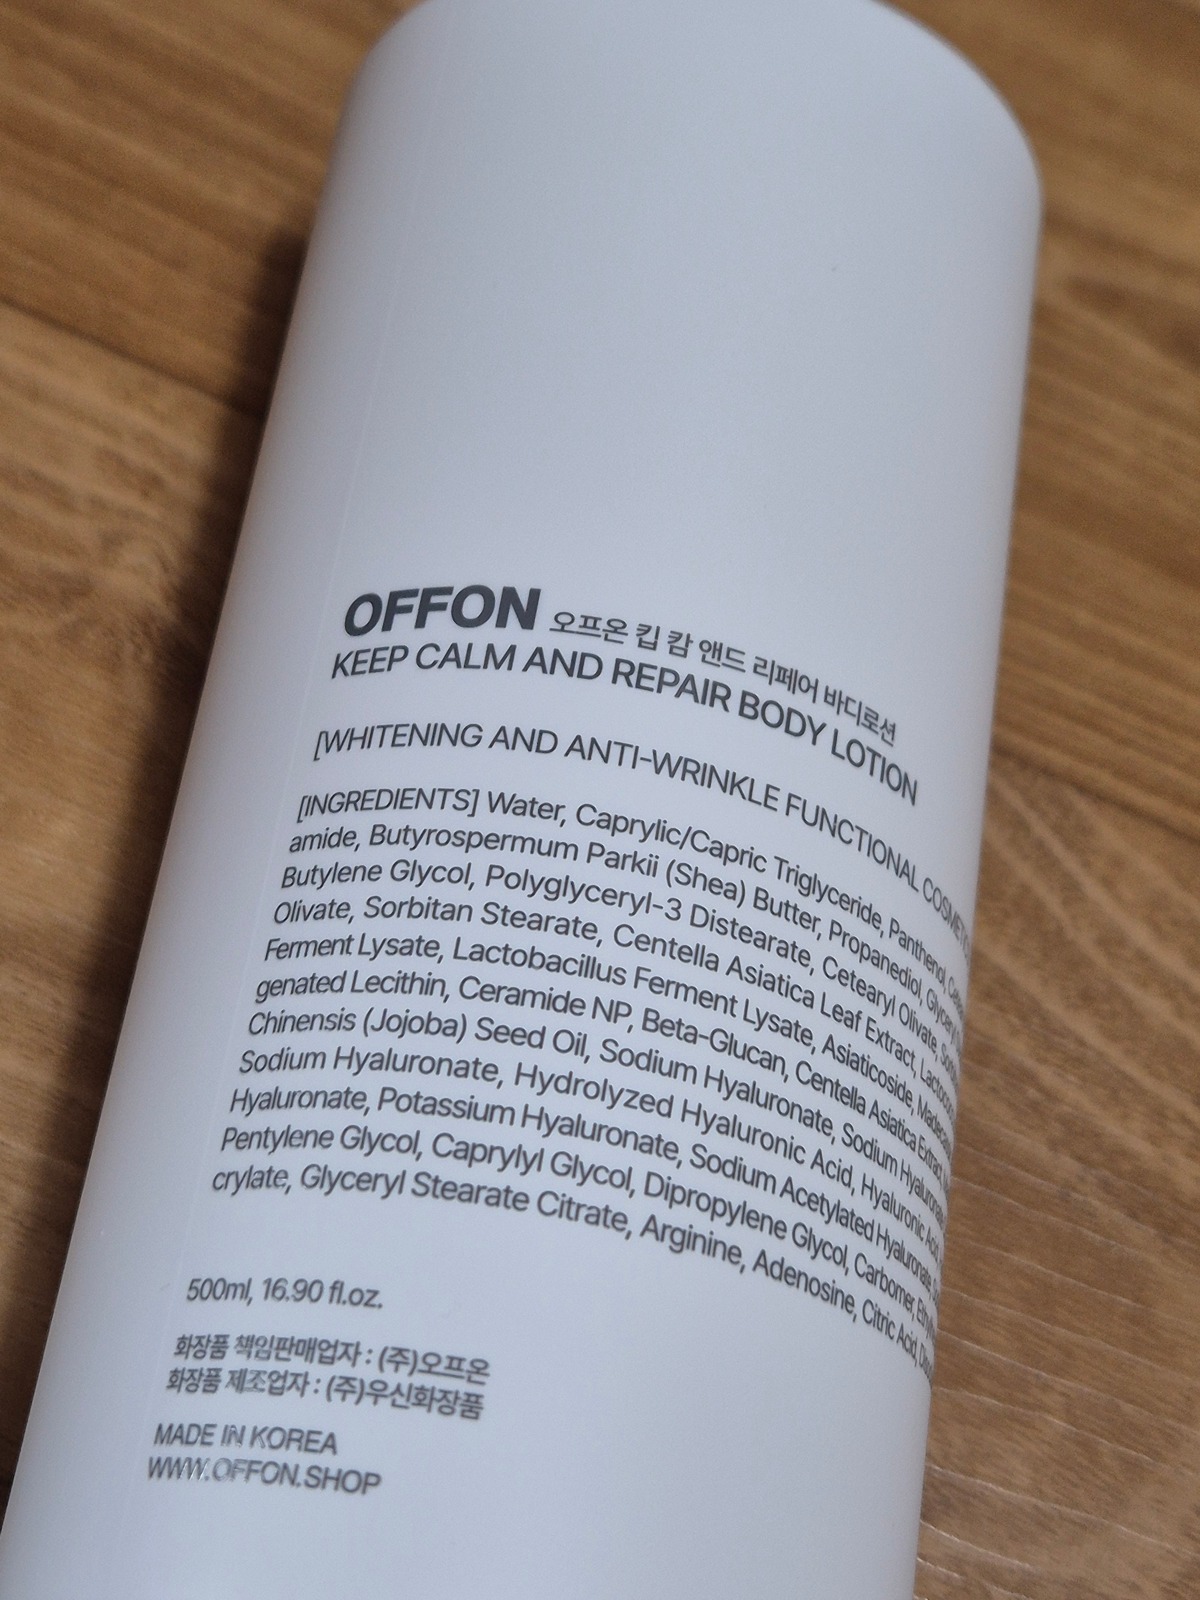 OFFON 오프온 킵 캄 앤드 리페어 바디로션
KEEP CALM AND REPAIR BODY LOTION
[WHITENING AND ANTI-WRINKLE FUNCTIONAL COSMETIC
[INGREDIENTS] Water, Caprylic/Capric Triglyceride, Panthenol,
amide, Butyrospermum Parkii (Shea) Butter, Propanediol, Glyceryl
Butylene Glycol, Polyglyceryl-3 Distearate, Cetearyl Olivate,
Olivate, Sorbitan Stearate, Centella Asiatica Leaf Extract,
Ferment Lysate, Lactobacillus Ferment Lysate, Asiaticoside,
genated Lecithin, Ceramide NP, Beta-Glucan, Centella Asiatica Extract,
Chinensis (Jojoba) Seed Oil, Sodium Hyaluronate, Sodium Hyaluronate
Sodium Hyaluronate, Hydrolyzed Hyaluronic Acid, Hyaluronic Acid,
Hyaluronate, Potassium Hyaluronate, Sodium Acetylated Hyaluronate,
Pentylene Glycol, Caprylyl Glycol, Dipropylene Glycol, Carbomer,
crylate, Glyceryl Stearate Citrate, Arginine, Adenosine, Citric Acid,
500ml, 16.90 fl.oz.
화장품 책임판매업자 : (주)오프온
화장품 제조업자 : (주)우신화장품
MADE IN KOREA
WWW.OFFON.SHOP